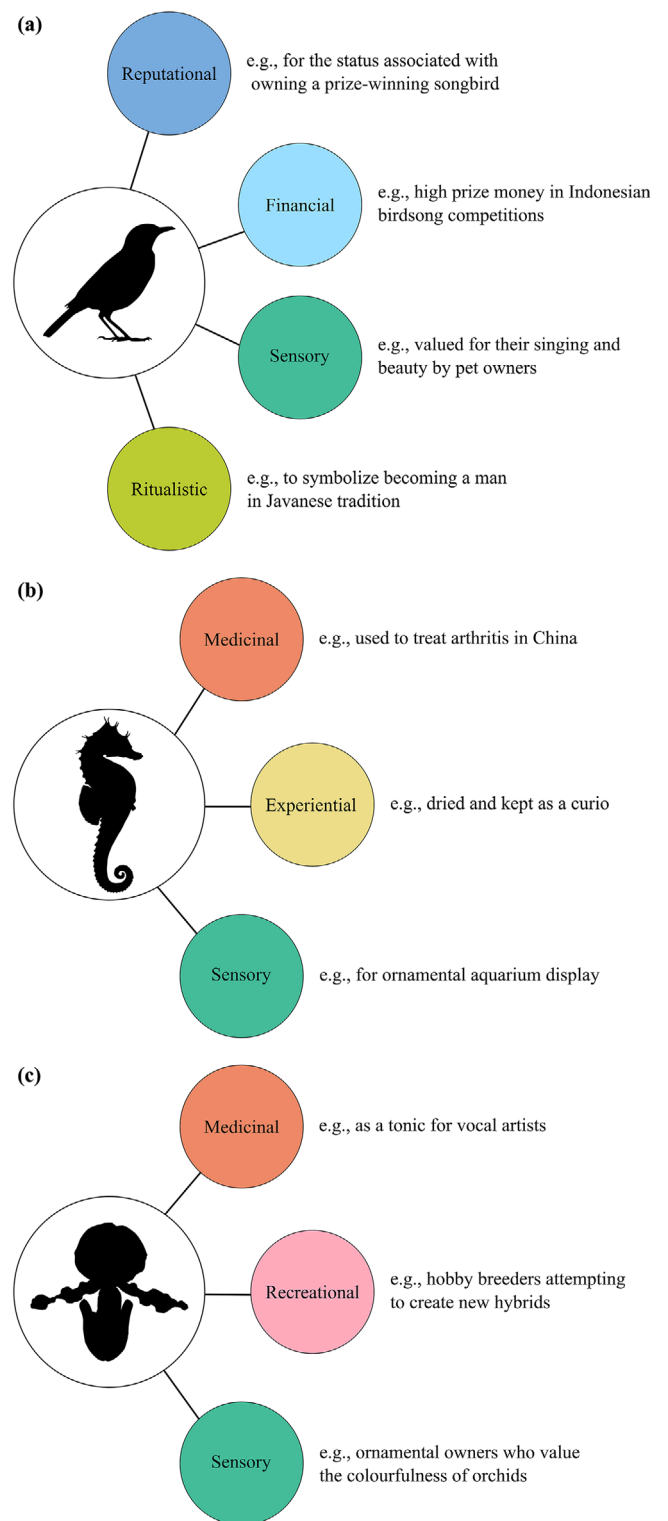 (a)
Reputational
e.g., for the status associated with
owning a prize-winning songbird
Financial
e.g., high prize money in Indonesian
birdsong competitions
Sensory
e.g., valued for their singing and
beauty by pet owners
Ritualistic
e.g., to symbolize becoming a man
in Javanese tradition
(b)
Medicinal
e.g., used to treat arthritis in China
Experiential
e.g., dried and kept as a curio
Sensory
e.g., for ornamental aquarium display
(c)
Medicinal
e.g., as a tonic for vocal artists
Recreational
e.g., hobby breeders attempting
to create new hybrids
Sensory
e.g., ornamental owners who value
the colourfulness of orchids